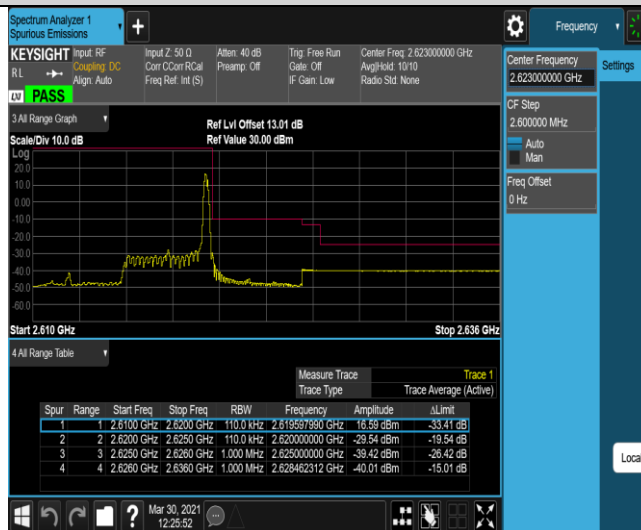 Spectrum Analyzer 1
Spurious Emissions
Frequency
KEYSIGHT
RL
PASS
Input: RF
Coupling: DC
Align: Auto
Input Z: 50 Ω
Corr CCorr RCal
Freq Ref: Int (S)
Atten: 40 dB
Preamp: Off
Trig: Free Run
Gate: Off
IF Gain: Low
Center Freq: 2.623000000 GHz
Avg|Hold: 10/10
Radio Std: None
Center Frequency
2.623000000 GHz
Settings
CF Step
2.600000 MHz
Auto
Man
Freq Offset
0 Hz
3 All Range Graph
Scale/Div 10.0 dB
Ref Lvl Offset 13.01 dB
Ref Value 30.00 dBm
Log
20.0
10.0
0.00
-10.0
-20.0
-30.0
-40.0
-50.0
-60.0
Start 2.610 GHz
Stop 2.636 GHz
4 All Range Table
Measure Trace Trace 1
Trace Type Trace Average (Active)
Spur Range Start Freq Stop Freq RBW Frequency Amplitude ΔLimit
1 1 2.6100 GHz 2.6200 GHz 110.0 kHz 2.619597990 GHz 16.59 dBm -33.41 dB
2 2 2.6200 GHz 2.6250 GHz 110.0 kHz 2.620000000 GHz -29.54 dBm -19.54 dB
3 3 2.6250 GHz 2.6260 GHz 1.000 MHz 2.625000000 GHz -39.42 dBm -26.42 dB
4 4 2.6260 GHz 2.6360 GHz 1.000 MHz 2.628462312 GHz -40.01 dBm -15.01 dB
Local
Mar 30, 2021
12:25:52